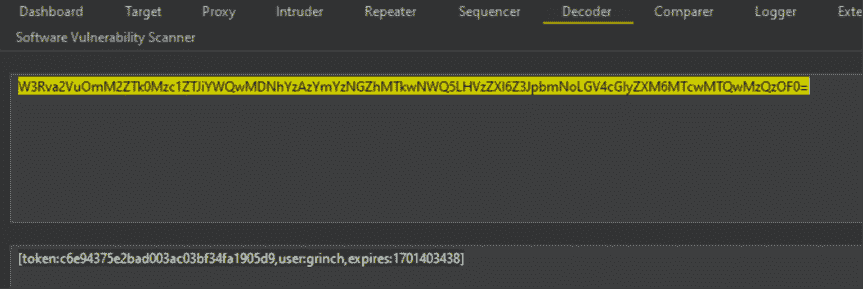 Dashboard Target Proxy Intruder Repeater Sequencer Decoder Comparer Logger Exte
Software Vulnerability Scanner
W3Rva2VuOmM2ZTk0Mzc1ZTJiYWQwMDNhYzAzYmYzNGZhMTkwNWQ5LHVzZXI6Z3JpbmNoLGV4cGlyZXM6MTcwMTQwMzQzOF0=
[token:c6e94375e2bad003ac03bf34fa1905d9,user:grinch,expires:1701403438]